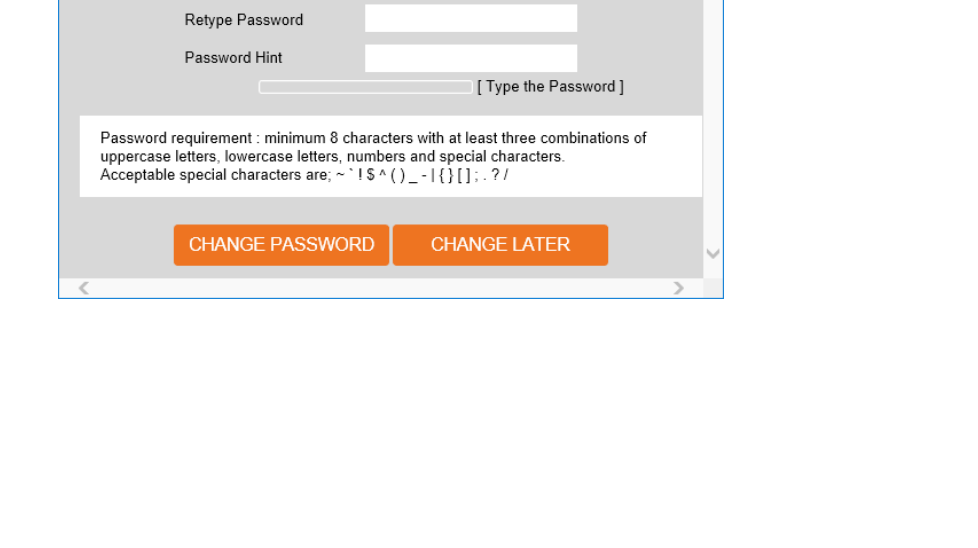 Retype Password
Password Hint
[ Type the Password ]
Password requirement : minimum 8 characters with at least three combinations of
uppercase letters, lowercase letters, numbers and special characters.
Acceptable special characters are; ~ ` ! $ ^ ( ) _ - | { } [ ] ; . ? /
CHANGE PASSWORD
CHANGE LATER